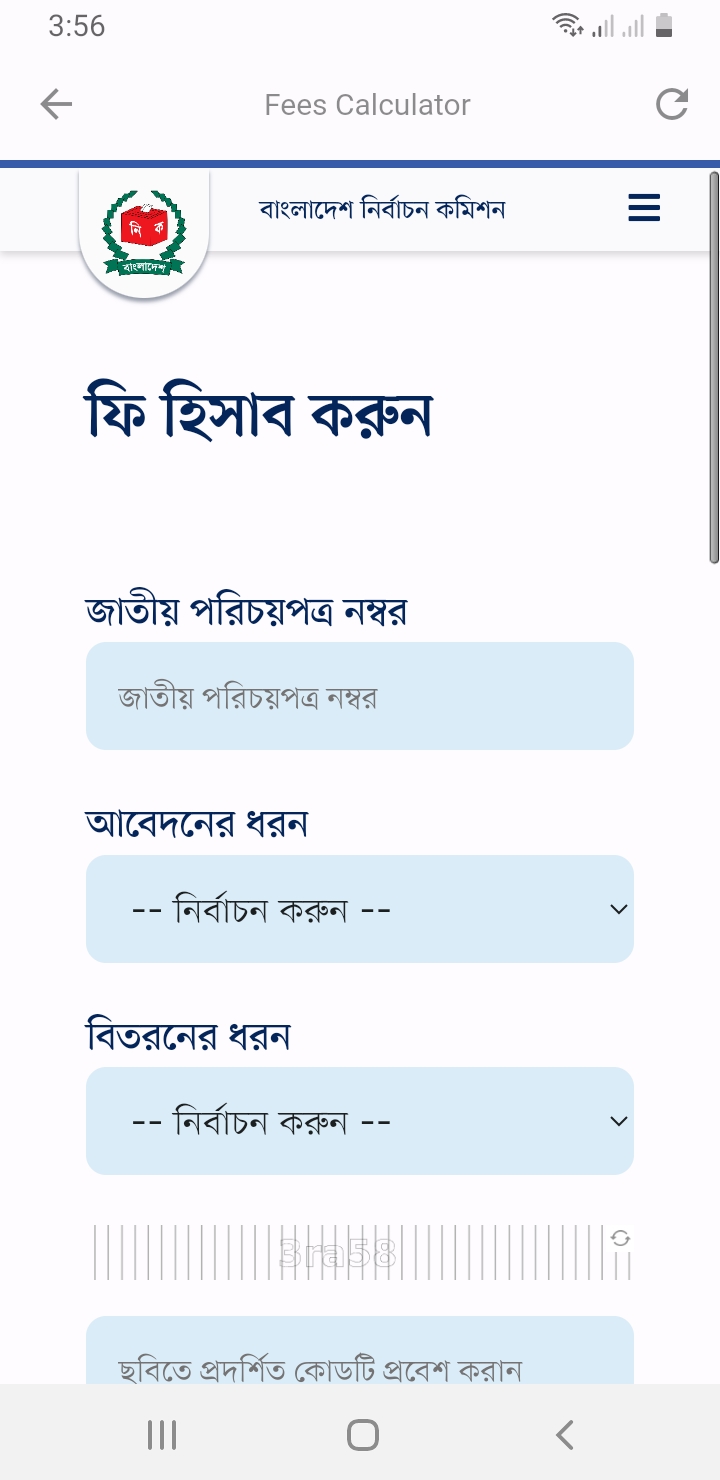 3:56
Fees Calculator
বাংলাদেশ নির্বাচন কমিশন
নি ক
বাংলাদেশ
ফি হিসাব করুন
জাতীয় পরিচয়পত্র নম্বর
জাতীয় পরিচয়পত্র নম্বর
আবেদনের ধরন
-- নির্বাচন করুন --
বিতরনের ধরন
-- নির্বাচন করুন --
3ra58
ছবিতে প্রদর্শিত কোডটি প্রবেশ করান